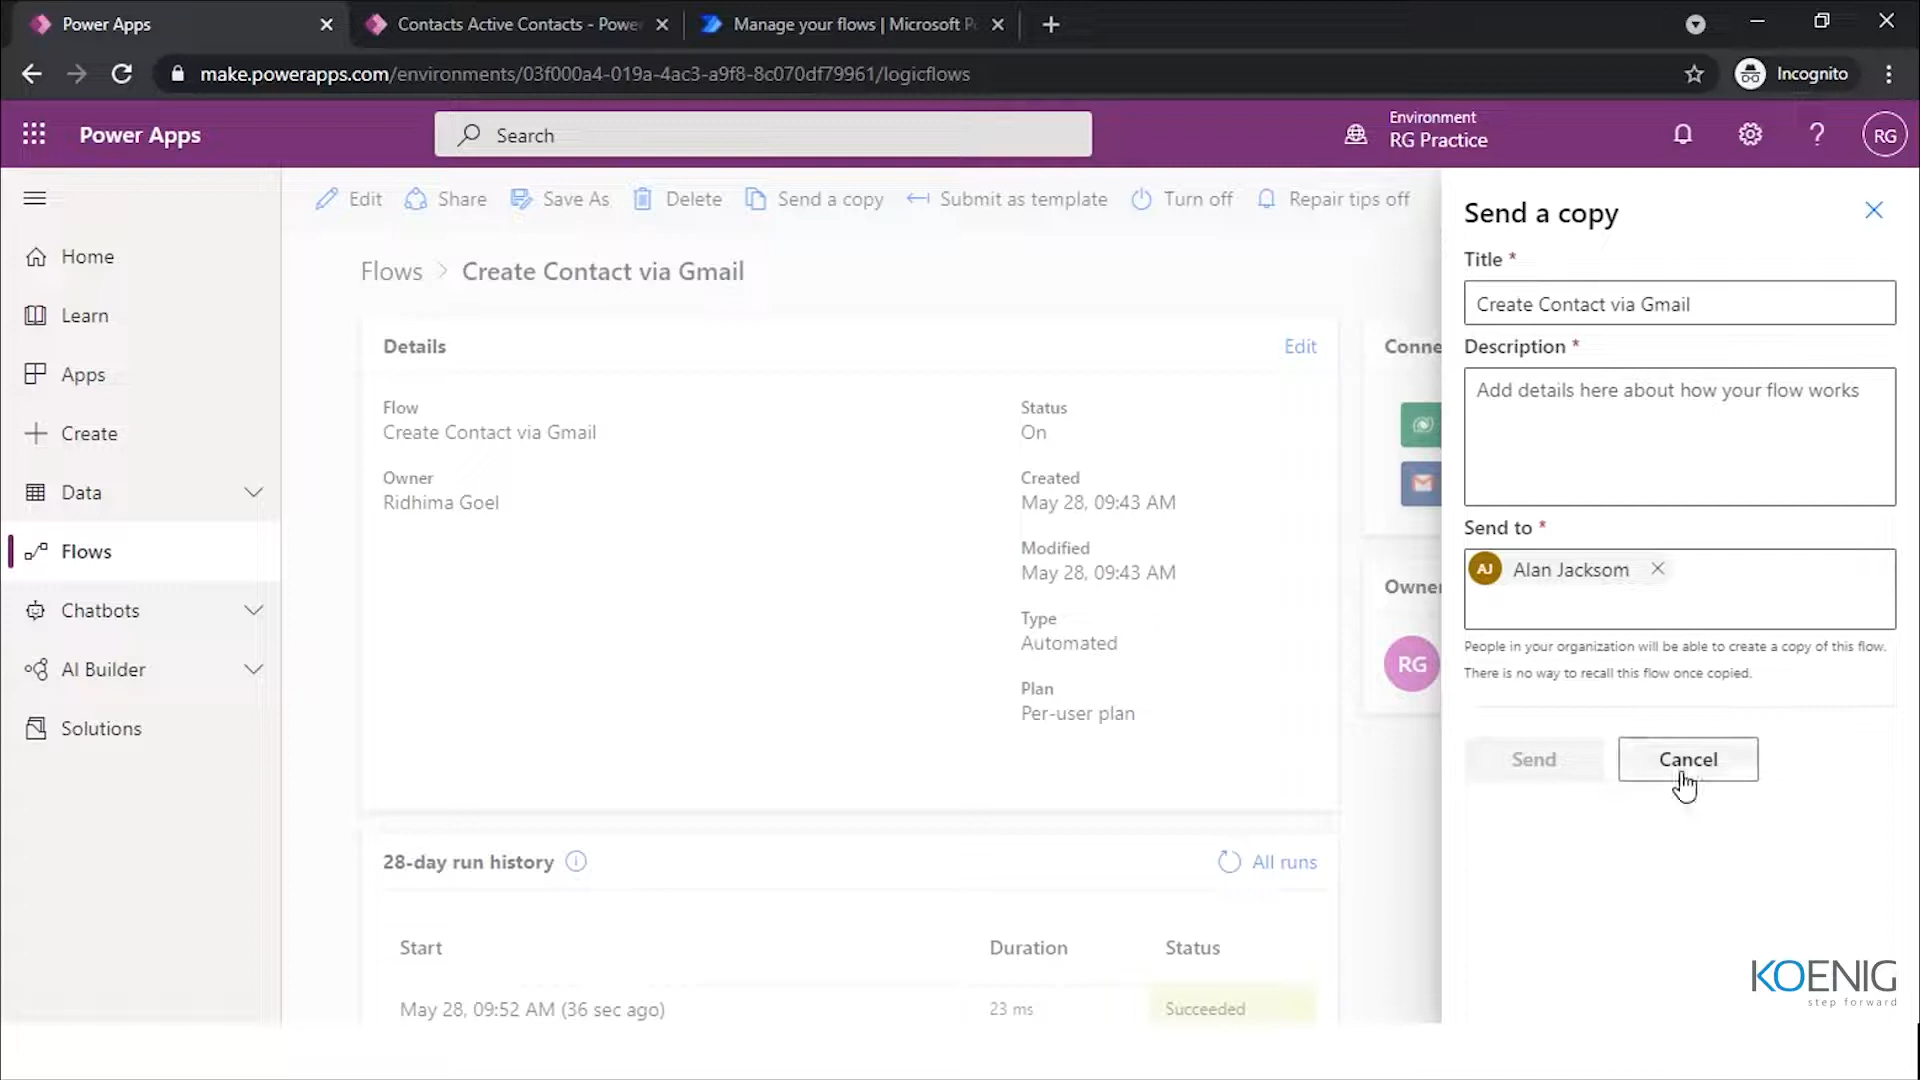 Power Apps
Contacts Active Contacts - Powe
Manage your flows | Microsoft P
make.powerapps.com/environments/03f000a4-019a-4ac3-a9f8-8c070df79961/logicflows
Incognito
Power Apps
Search
Environment
RG Practice
RG
Edit
Share
Save As
Delete
Send a copy
Submit as template
Turn off
Repair tips off
Home
Learn
Apps
Create
Data
Flows
Chatbots
AI Builder
Solutions
Flows > Create Contact via Gmail
Details
Edit
Flow
Create Contact via Gmail
Owner
Ridhima Goel
Status
On
Created
May 28, 09:43 AM
Modified
May 28, 09:43 AM
Type
Automated
Plan
Per-user plan
Conne
Owner
RG
28-day run history
All runs
Start
Duration
Status
May 28, 09:52 AM (36 sec ago)
23 ms
Succeeded
Send a copy
Title *
Create Contact via Gmail
Description *
Add details here about how your flow works
Send to *
AJ
Alan Jacksom
People in your organization will be able to create a copy of this flow.
There is no way to recall this flow once copied.
Send
Cancel
KOENIG
step forward